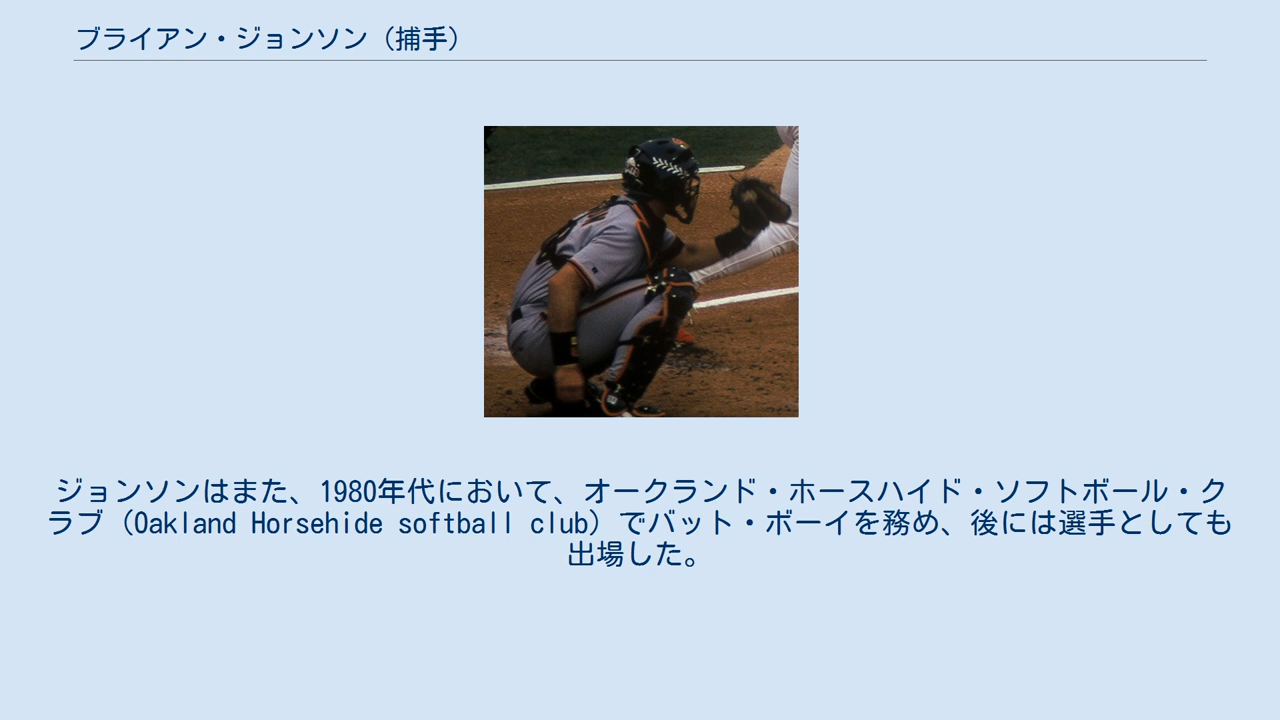 ブライアン・ジョンソン（捕手）
ジョンソンはまた、1980年代において、オークランド・ホースハイド・ソフトボール・ク
ラブ（Oakland Horsehide softball club）でバット・ボーイを務め、後には選手としても
出場した。